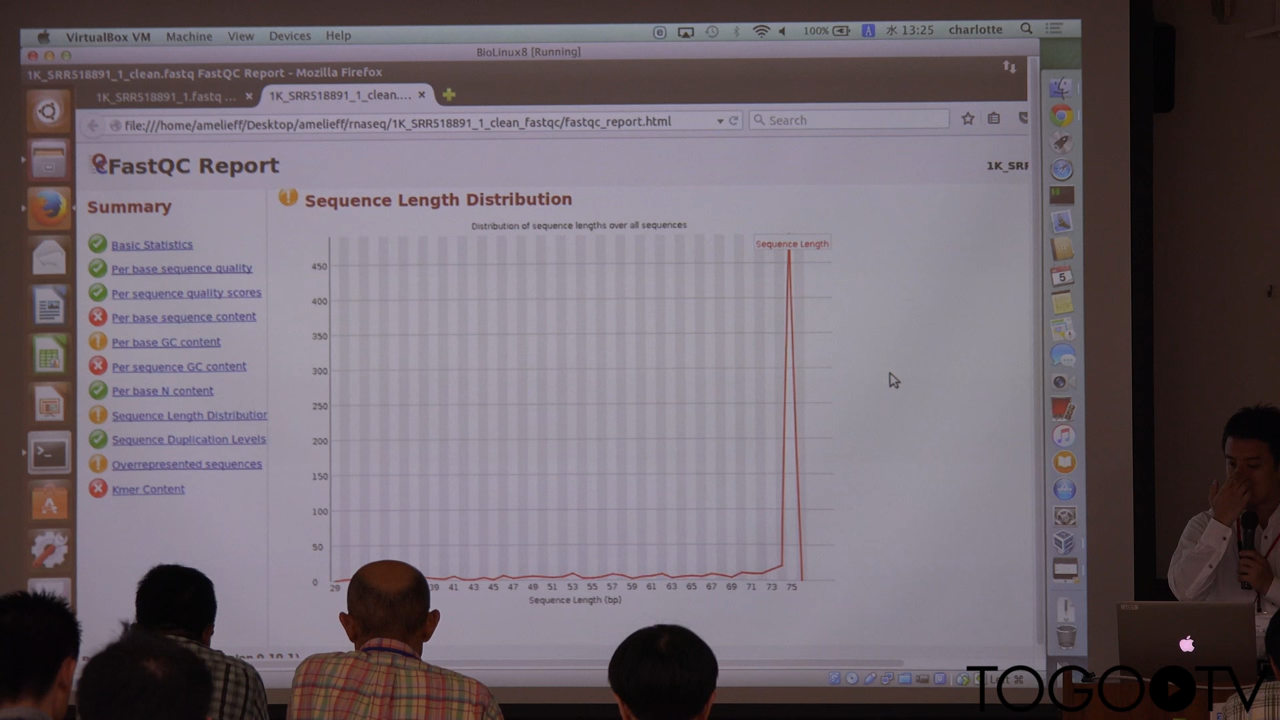 VirtualBox VM Machine View Devices Help 100% A 水 13:25 charlotte
BioLinux8 [Running]
1K_SRR518891_1_clean.fastq FastQC Report - Mozilla Firefox
1K_SRR518891_1.fastq ... × 1K_SRR518891_1_clean.... ×
file:///home/amelieff/Desktop/amelieff/rnaseq/1K_SRR518891_1_clean_fastqc/fastqc_report.html Search
FastQC Report 1K_SRR
Summary
Basic Statistics
Per base sequence quality
Per sequence quality scores
Per base sequence content
Per base GC content
Per sequence GC content
Per base N content
Sequence Length Distribution
Sequence Duplication Levels
Overrepresented sequences
Kmer Content
Sequence Length Distribution
Distribution of sequence lengths over all sequences
Sequence Length
450
400
350
300
250
200
150
100
50
0
29 39 41 43 45 47 49 51 53 55 57 59 61 63 65 67 69 71 73 75
Sequence Length (bp)
5
TOGOTV